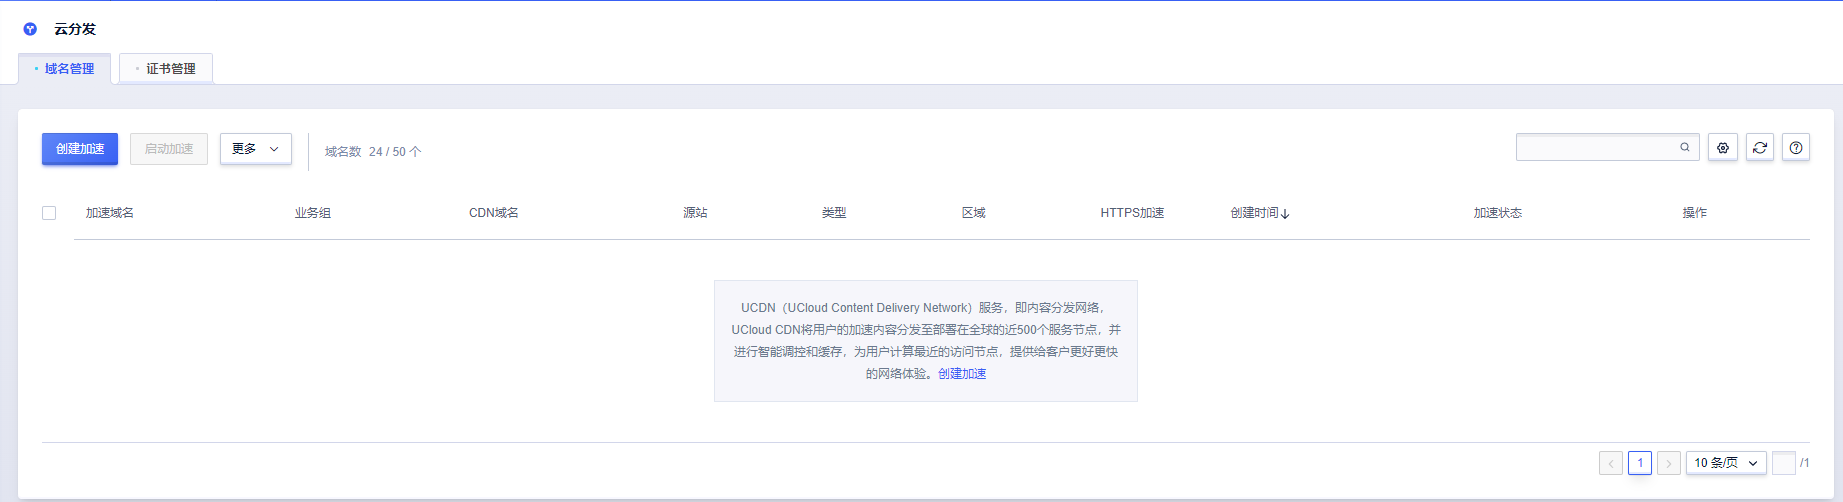 云分发
域名管理 证书管理
创建加速 启动加速 更多 域名数 24 / 50 个
加速域名 业务组 CDN域名 源站 类型 区域 HTTPS加速 创建时间↓ 加速状态 操作
UCDN（UCloud Content Delivery Network）服务，即内容分发网络，
UCloud CDN将用户的加速内容分发至部署在全球的近500个服务节点，并
进行智能调控和缓存，为用户计算最近的访问节点，提供给客户更好更快
的网络体验。创建加速
1 10 条/页 /1